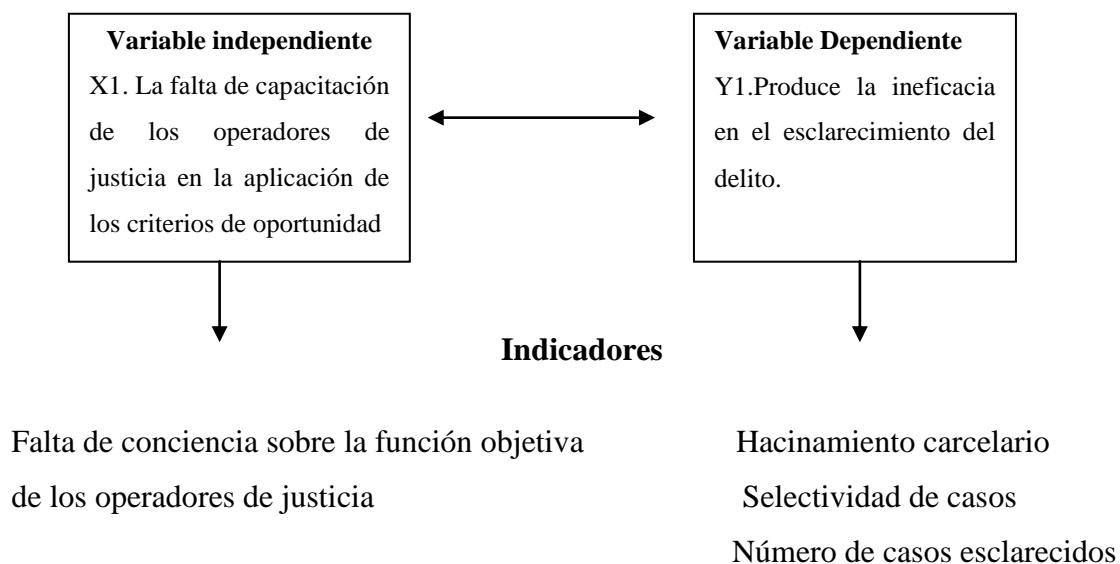 Variable independiente
X1. La falta de capacitación
de los operadores de
justicia en la aplicación de
los criterios de oportunidad
Variable Dependiente
Y1.Produce la ineficacia
en el esclarecimiento del
delito.
Indicadores
Falta de conciencia sobre la función objetiva
de los operadores de justicia
Hacinamiento carcelario
Selectividad de casos
Número de casos esclarecidos